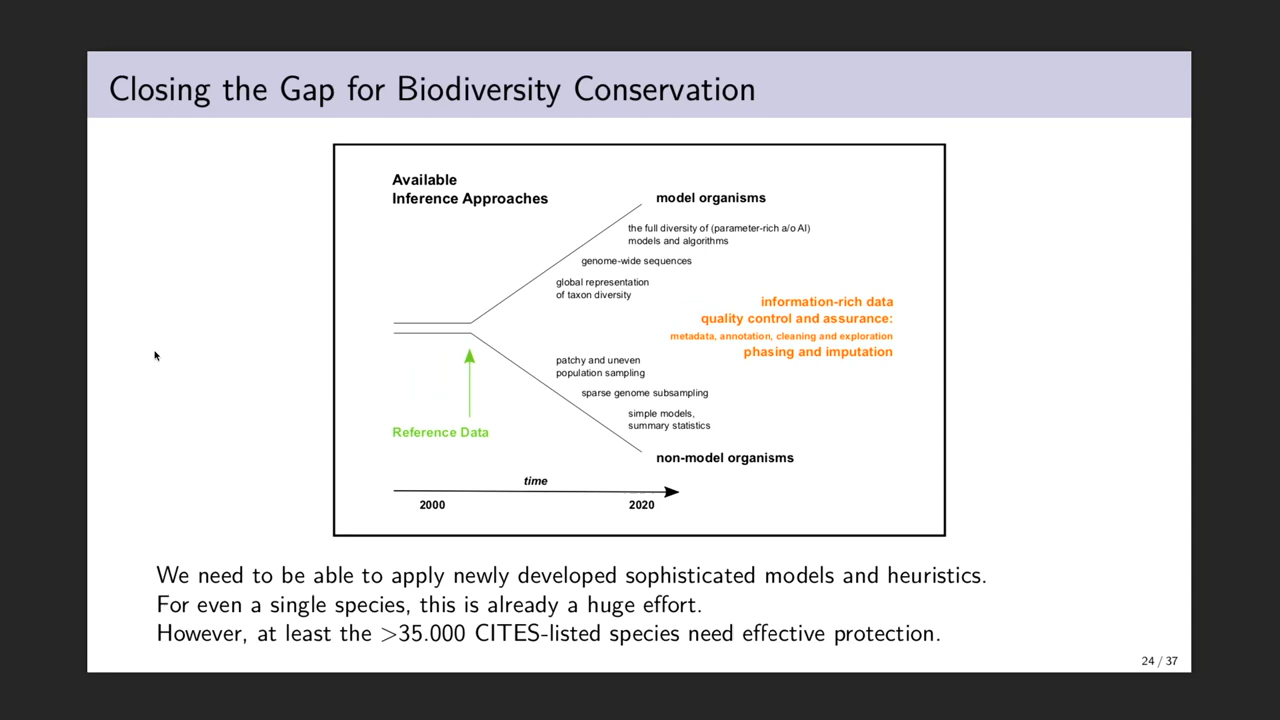 Closing the Gap for Biodiversity Conservation
Available
Inference Approaches
model organisms
the full diversity of (parameter-rich a/o AI)
models and algorithms
genome-wide sequences
global representation
of taxon diversity
information-rich data
quality control and assurance:
metadata, annotation, cleaning and exploration
phasing and imputation
patchy and uneven
population sampling
sparse genome subsampling
simple models,
summary statistics
Reference Data
non-model organisms
time
2000
2020
We need to be able to apply newly developed sophisticated models and heuristics.
For even a single species, this is already a huge effort.
However, at least the >35.000 CITES-listed species need effective protection.
24 / 37